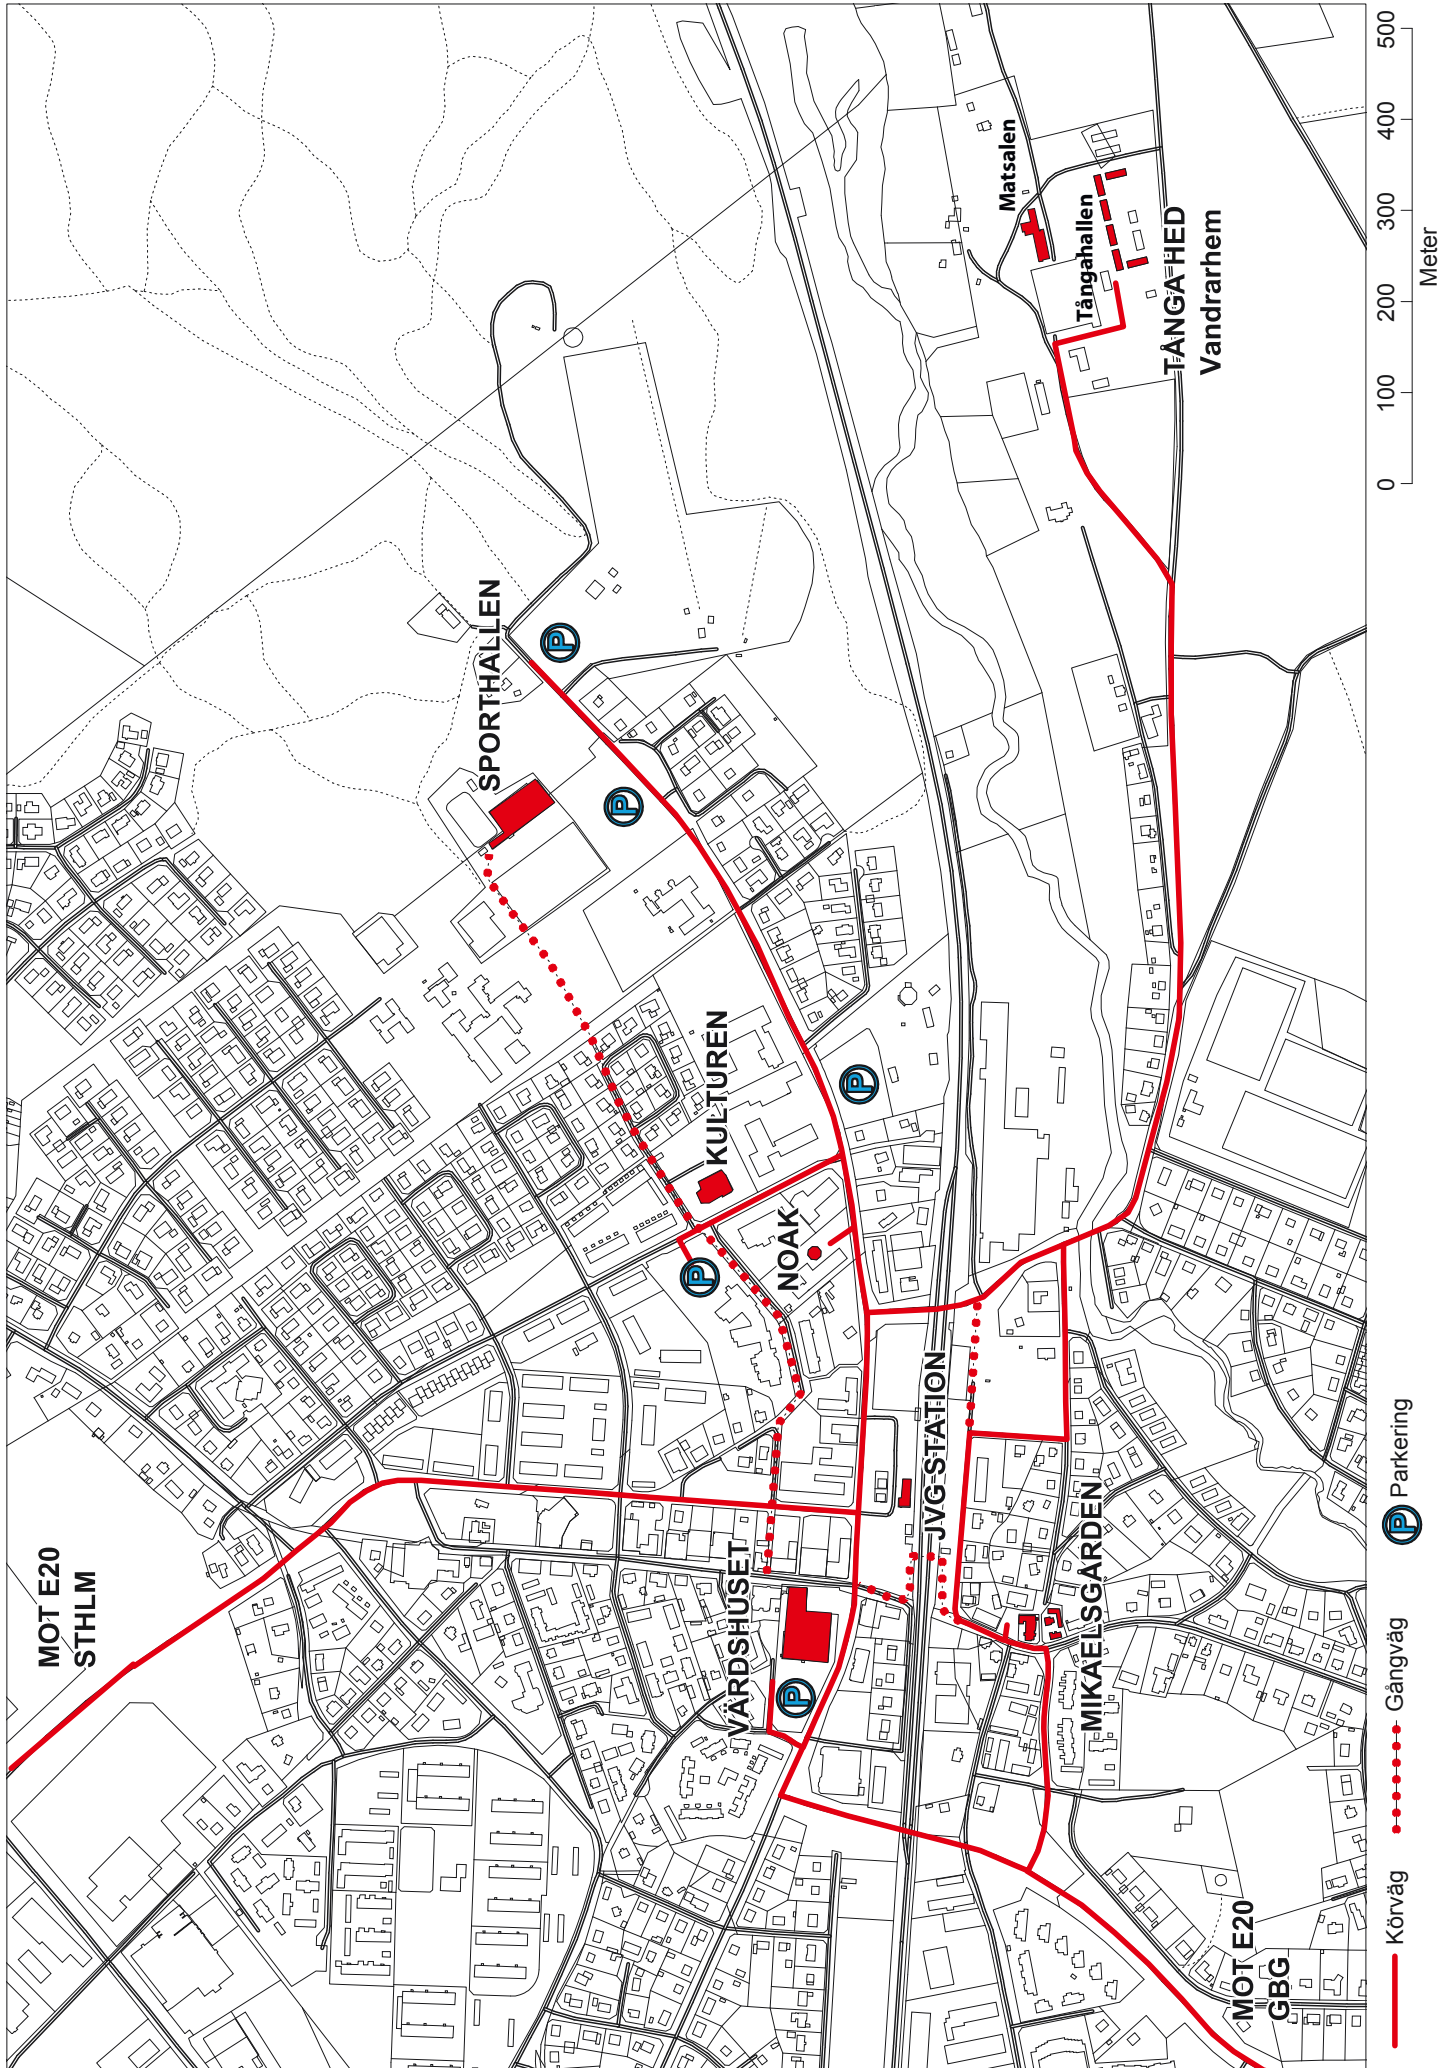 MOT E20
STHLM
SPORTHALLEN
KULTUREN
NOAK
VÄRDSHUSET
JVG-STATION
MIKAELSGÅRDEN
MOT E20
GBG
Matsalen
Tångahallen
TÅNGA HED
Vandrarhem
P
P
P
P
P
Körväg
Gångväg
P Parkering
0 100 200 300 400 500
Meter